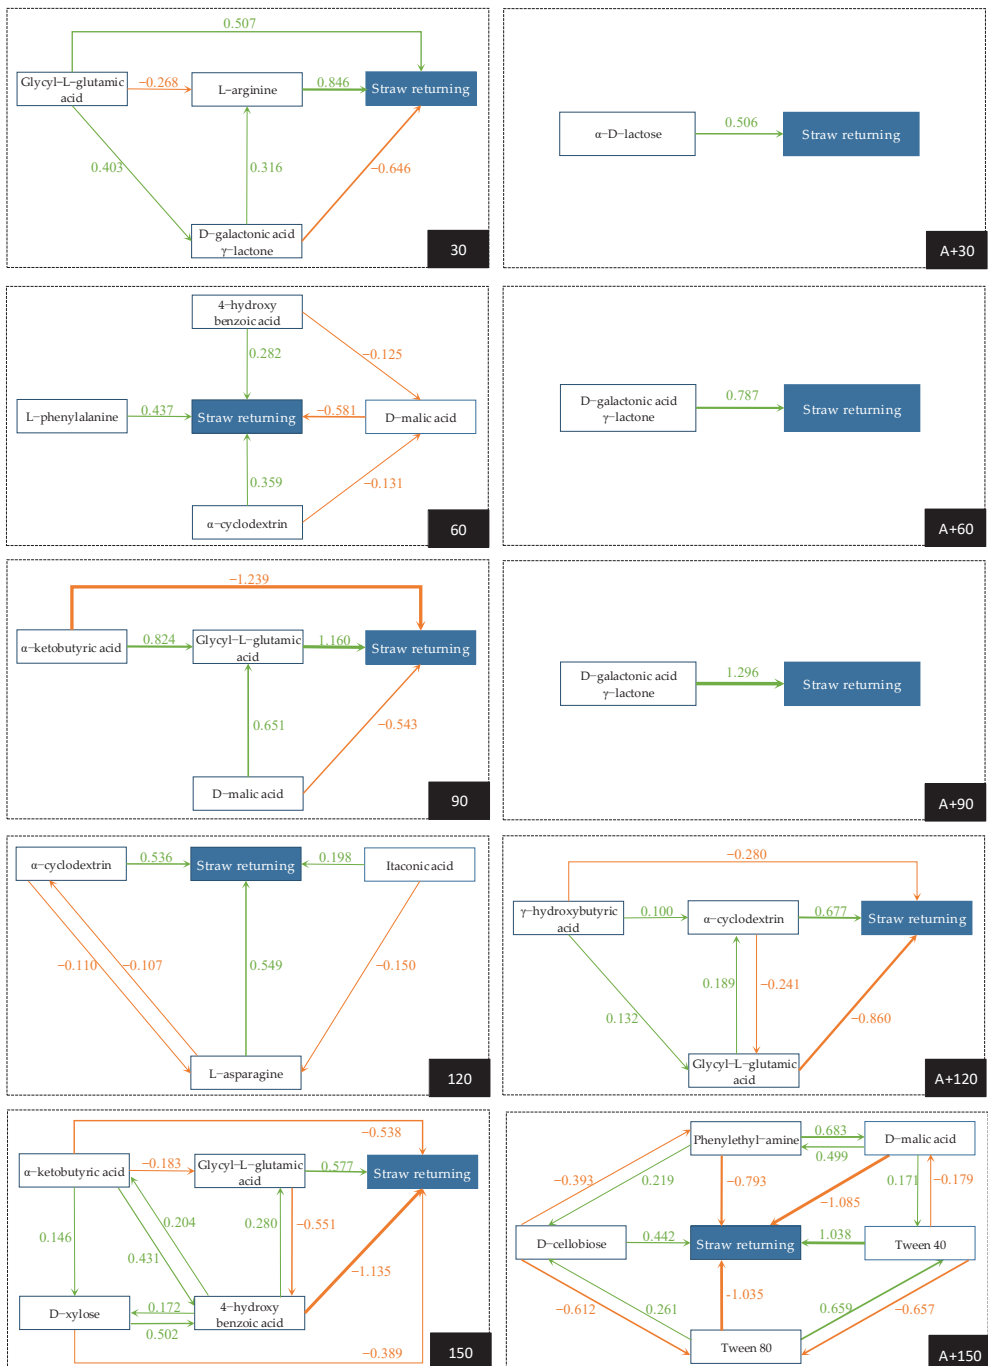 0.507
Glycyl−L−glutamic
acid
−0.268
L−arginine
0.846
Straw returning
0.403
0.316
−0.646
D−galactonic acid
γ−lactone
30
α−D−lactose
0.506
Straw returning
A+30
4−hydroxy
benzoic acid
0.282
−0.125
L−phenylalanine
0.437
Straw returning
−0.581
D−malic acid
0.359
−0.131
α−cyclodextrin
60
D−galactonic acid
γ−lactone
0.787
Straw returning
A+60
−1.239
α−ketobutyric acid
0.824
Glycyl−L−glutamic
acid
1.160
Straw returning
0.651
−0.543
D−malic acid
90
D−galactonic acid
γ−lactone
1.296
Straw returning
A+90
α−cyclodextrin
0.536
Straw returning
0.198
Itaconic acid
−0.110
−0.107
0.549
−0.150
L−asparagine
120
−0.280
γ−hydroxybutyric
acid
0.100
α−cyclodextrin
0.677
Straw returning
0.132
0.189
−0.241
−0.860
Glycyl−L−glutamic
acid
A+120
−0.538
α−ketobutyric acid
−0.183
Glycyl−L−glutamic
acid
0.577
Straw returning
0.146
0.204
0.431
0.280
−0.551
−1.135
D−xylose
0.172
0.502
4−hydroxy
benzoic acid
−0.389
150
Phenylethyl−amine
0.683
0.499
D−malic acid
−0.393
0.219
−0.793
−1.085
0.171
−0.179
D−cellobiose
0.442
Straw returning
1.038
Tween 40
−0.612
0.261
-1.035
0.659
−0.657
Tween 80
A+150